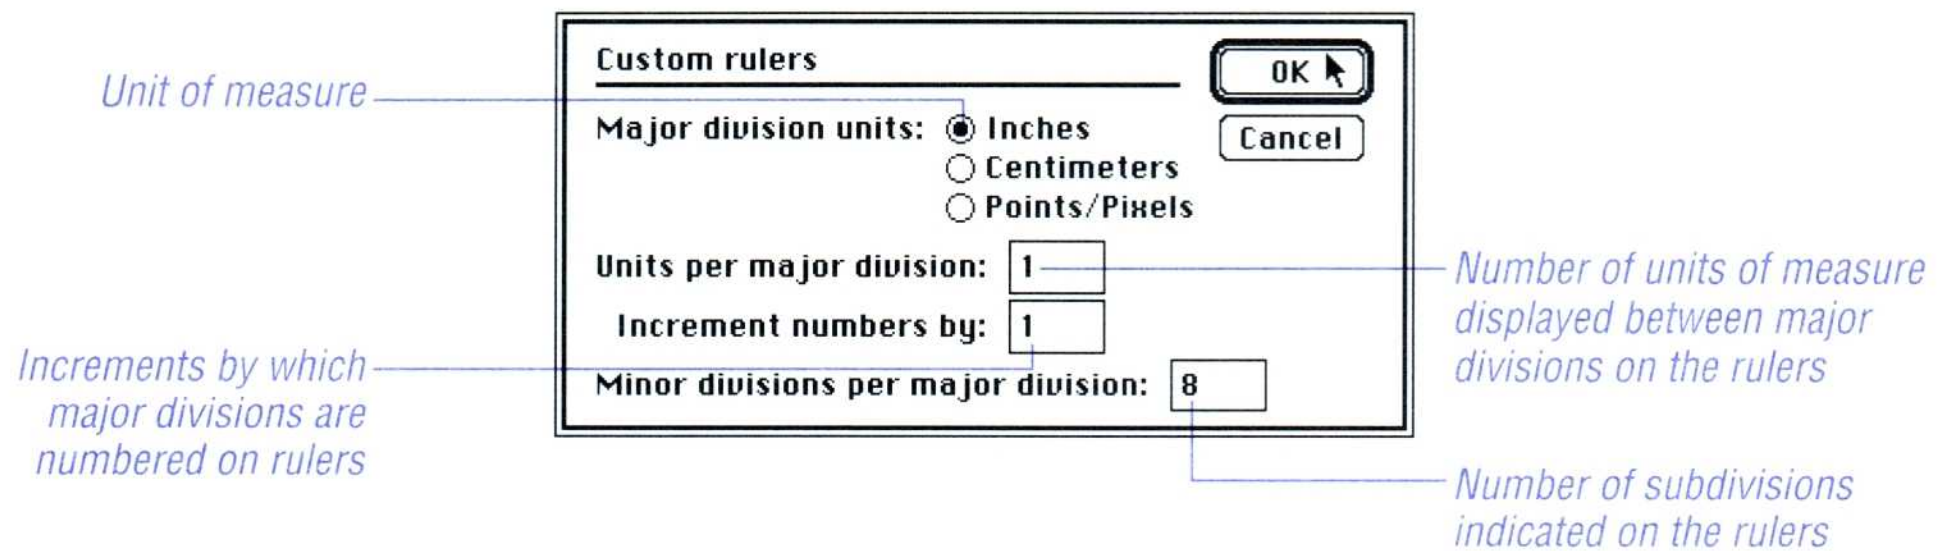 Custom rulers
OK
Unit of measure
Major division units:
Inches
Cancel
Centimeters
Points/Pixels
Units per major division: 1
Number of units of measure
displayed between major
divisions on the rulers
Increment numbers by: 1
Increments by which
major divisions are
numbered on rulers
Minor divisions per major division: 8
Number of subdivisions
indicated on the rulers